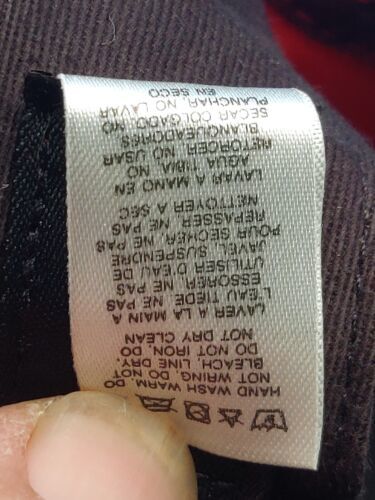 HAND WASH WARM, DO
NOT WRING, DO NOT
BLEACH, LINE DRY,
DO NOT IRON, DO
NOT DRY CLEAN
LAVER A LA MAIN A
L'EAU TIEDE, NE PAS
ESSORER, NE PAS
UTILISER D'EAU DE
JAVEL, SUSPENDRE
POUR SECHER, NE PAS
REPASSER, NE PAS
NETTOYER A SEC
LAVAR A MANO EN
AGUA TIBIA, NO
RETORCER, NO USAR
BLANQUEADORES,
SECAR COLGADO, NO
PLANCHAR, NO LAVAR
EN SECO